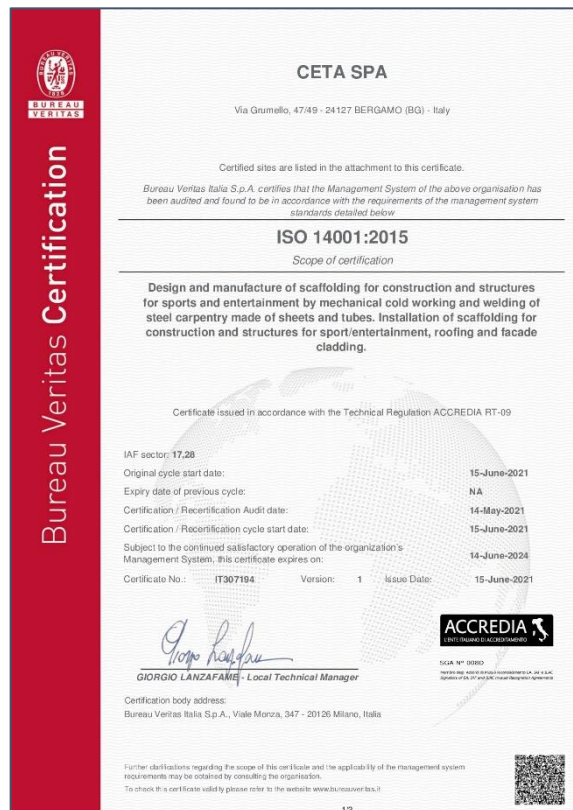 1828
BUREAU
VERITAS
Bureau Veritas Certification
CETA SPA
Via Grumello, 47/49 - 24127 BERGAMO (BG) - Italy
Certified sites are listed in the attachment to this certificate.
Bureau Veritas Italia S.p.A. certifies that the Management System of the above organisation has
been audited and found to be in accordance with the requirements of the management system
standards detailed below
ISO 14001:2015
Scope of certification
Design and manufacture of scaffolding for construction and structures
for sports and entertainment by mechanical cold working and welding of
steel carpentry made of sheets and tubes. Installation of scaffolding for
construction and structures for sport/entertainment, roofing and facade
cladding.
Certificate issued in accordance with the Technical Regulation ACCREDIA RT-09
IAF sector: 17,28
Original cycle start date: 15-June-2021
Expiry date of previous cycle: NA
Certification / Recertification Audit date: 14-May-2021
Certification / Recertification cycle start date: 15-June-2021
Subject to the continued satisfactory operation of the organization's
Management System, this certificate expires on: 14-June-2024
Certificate No.: IT307194 Version: 1 Issue Date: 15-June-2021
ACCREDIA
L'ENTE ITALIANO DI ACCREDITAMENTO
SGA N° 008D
GIORGIO LANZAFAME - Local Technical Manager
Certification body address:
Bureau Veritas Italia S.p.A., Viale Monza, 347 - 20126 Milano, Italia
Further clarifications regarding the scope of this certificate and the applicability of the management system
requirements may be obtained by consulting the organisation.
To check this certificate validity please refer to the website www.bureauveritas.it